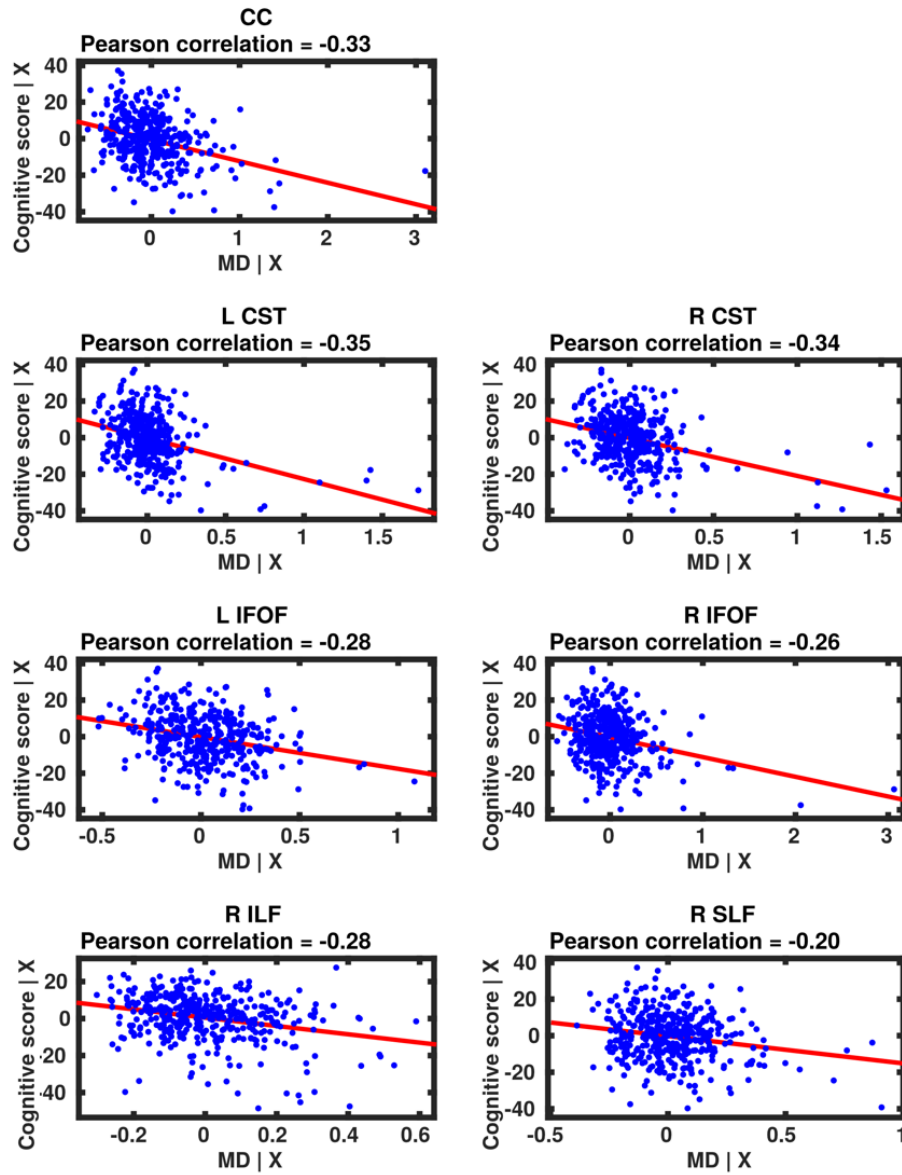 CC
Pearson correlation = -0.33
Cognitive score | X
40
20
0
-20
-40
0 1 2 3
MD | X
L CST
Pearson correlation = -0.35
Cognitive score | X
40
20
0
-20
-40
0 0.5 1 1.5
MD | X
R CST
Pearson correlation = -0.34
Cognitive score | X
40
20
0
-20
-40
0 0.5 1 1.5
MD | X
L IFOF
Pearson correlation = -0.28
Cognitive score | X
40
20
0
-20
-40
-0.5 0 0.5 1
MD | X
R IFOF
Pearson correlation = -0.26
Cognitive score | X
40
20
0
-20
-40
0 1 2 3
MD | X
R ILF
Pearson correlation = -0.28
Cognitive score | X
20
0
-20
-40
-0.2 0 0.2 0.4 0.6
MD | X
R SLF
Pearson correlation = -0.20
Cognitive score | X
40
20
0
-20
-40
-0.5 0 0.5 1
MD | X